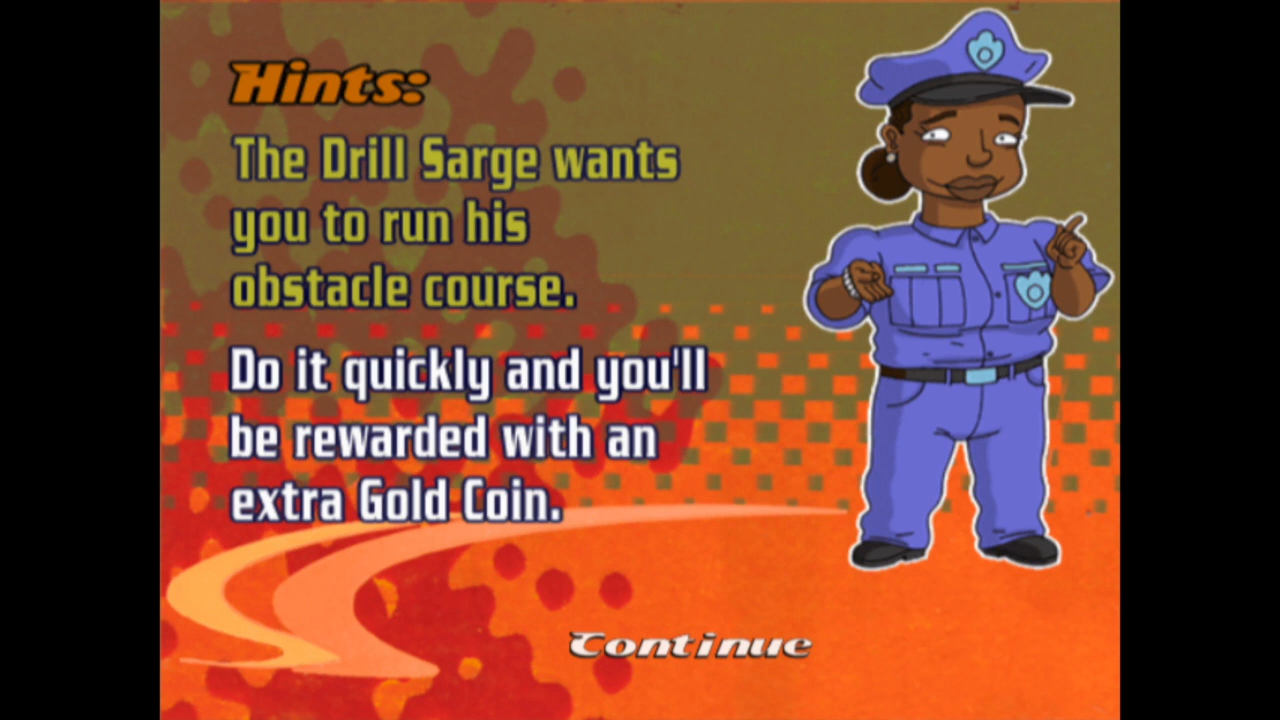 Hints:
The Drill Sarge wants
you to run his
obstacle course.
Do it quickly and you'll
be rewarded with an
extra Gold Coin.
Continue